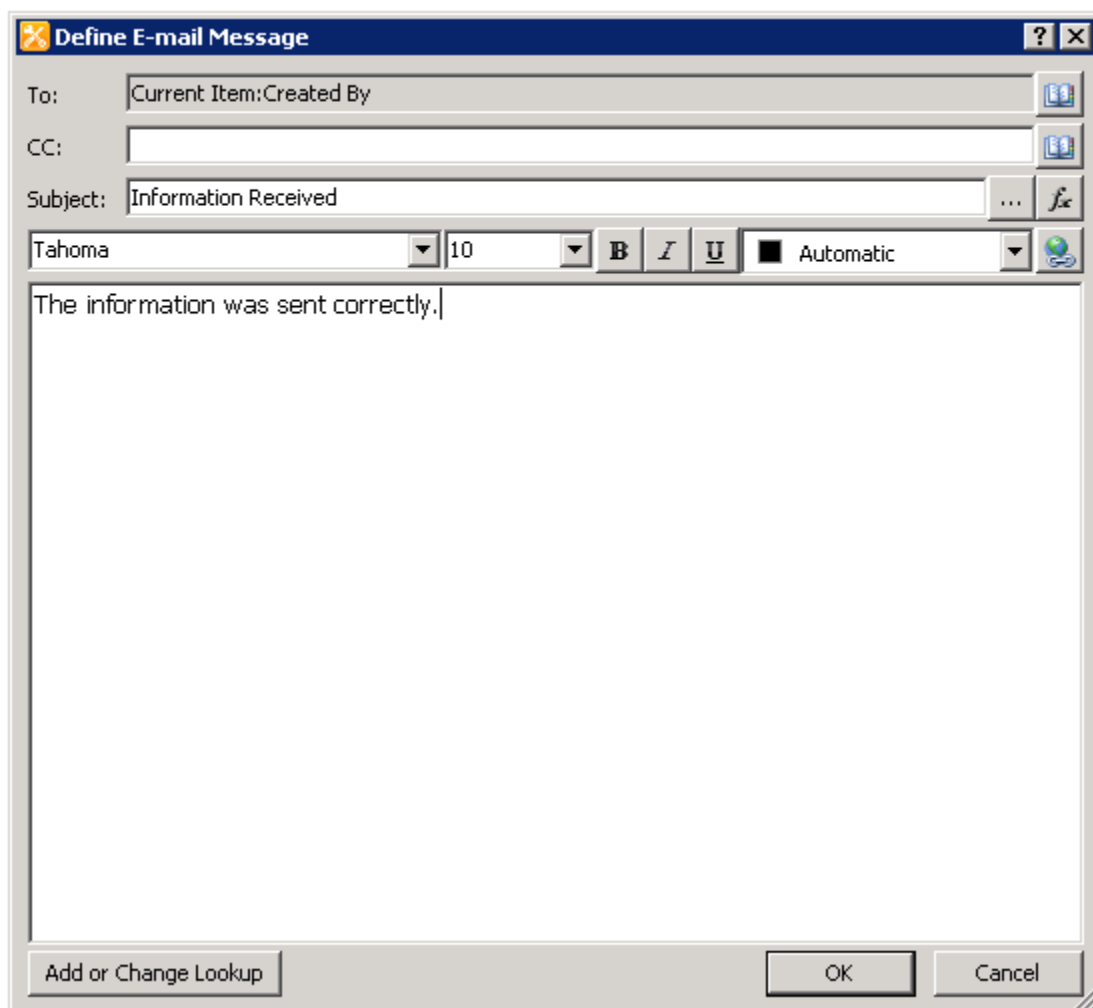 Define E-mail Message
To: Current Item:Created By
CC:
Subject: Information Received ... fx
Tahoma 10 B I U Automatic
The information was sent correctly.
Add or Change Lookup OK Cancel